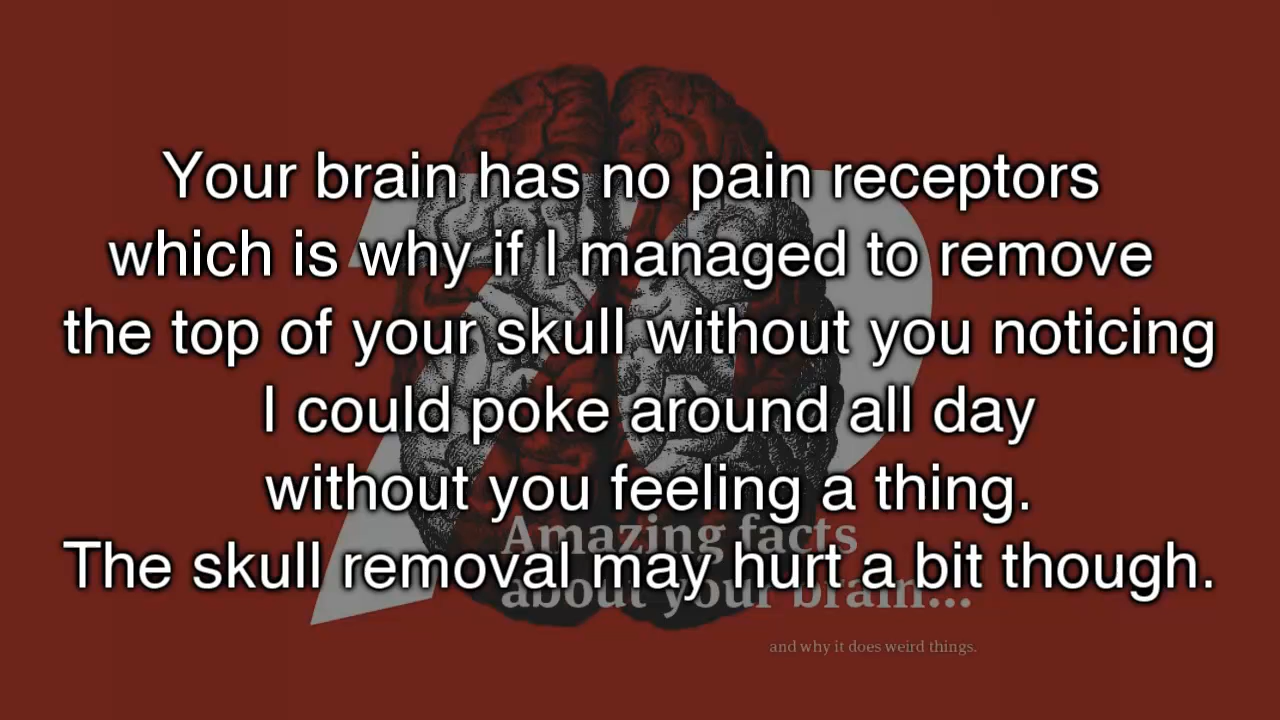 Your brain has no pain receptors
which is why if I managed to remove
the top of your skull without you noticing
I could poke around all day
without you feeling a thing.
The skull removal may hurt a bit though.
70
Amazing facts
about your brain...
and why it does weird things.